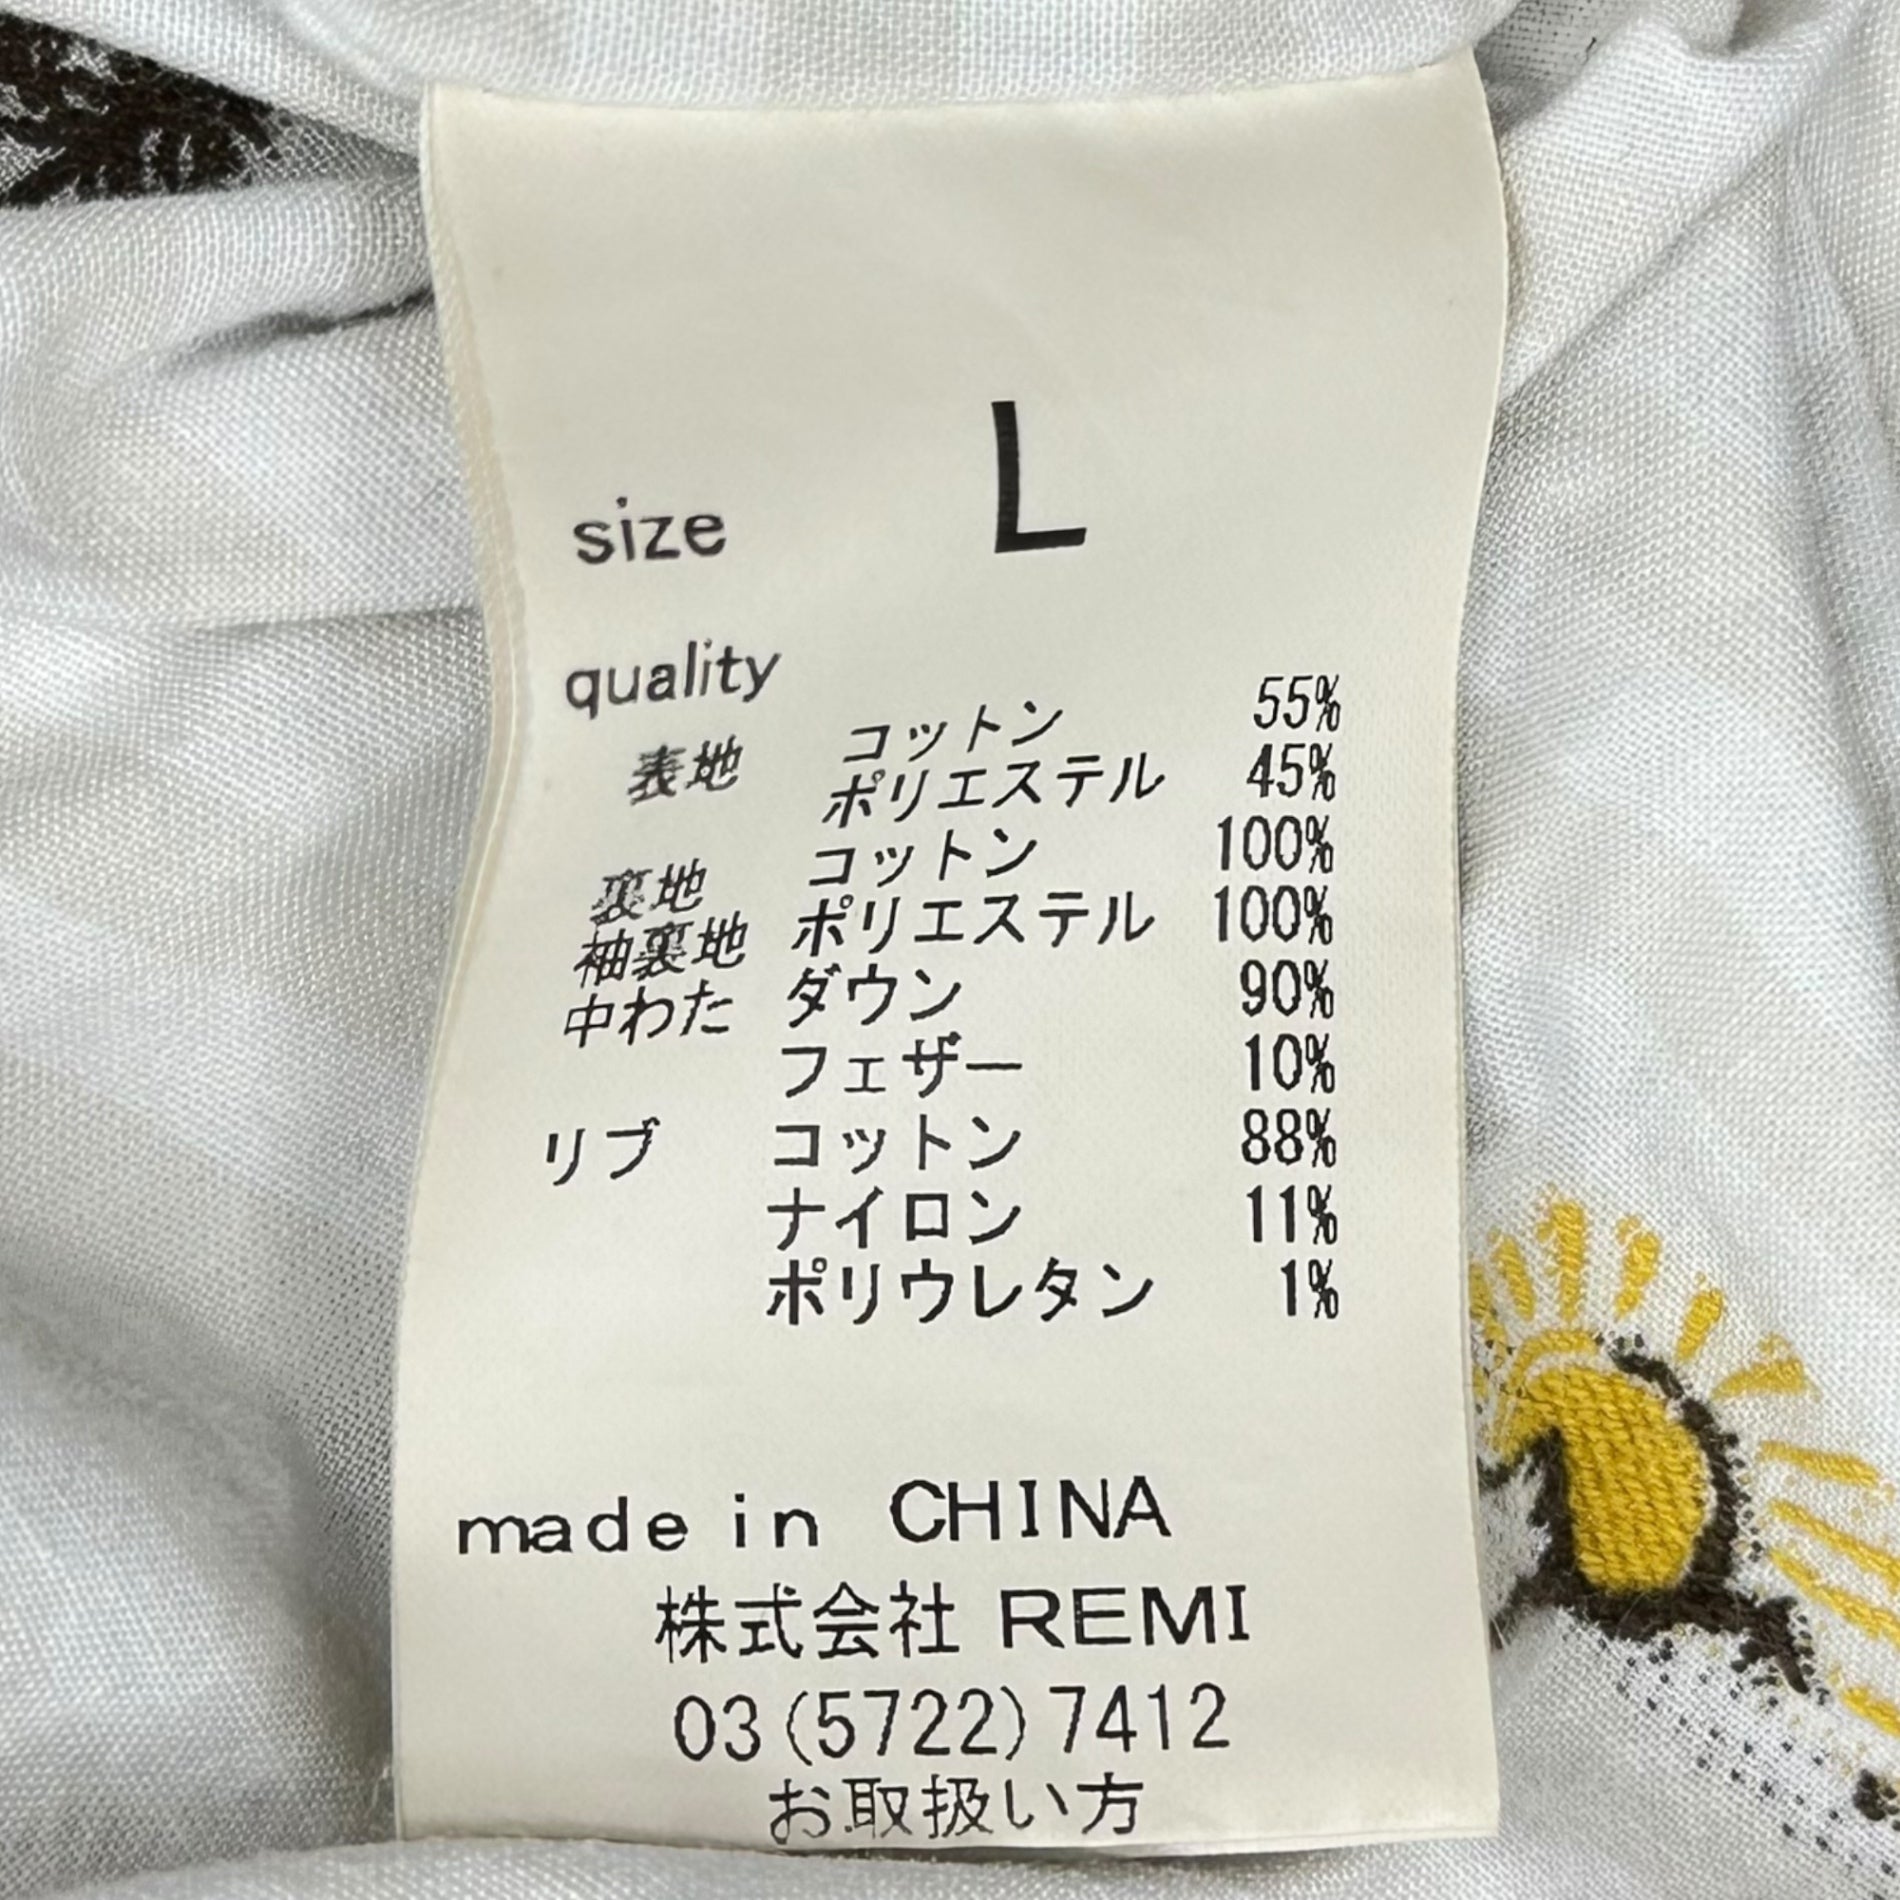 size L
quality
表地 コットン 55%
ポリエステル 45%
裏地 コットン 100%
袖裏地 ポリエステル 100%
中わた ダウン 90%
フェザー 10%
リブ コットン 88%
ナイロン 11%
ポリウレタン 1%
made in CHINA
株式会社 REMI
03(5722)7412
お取扱い方